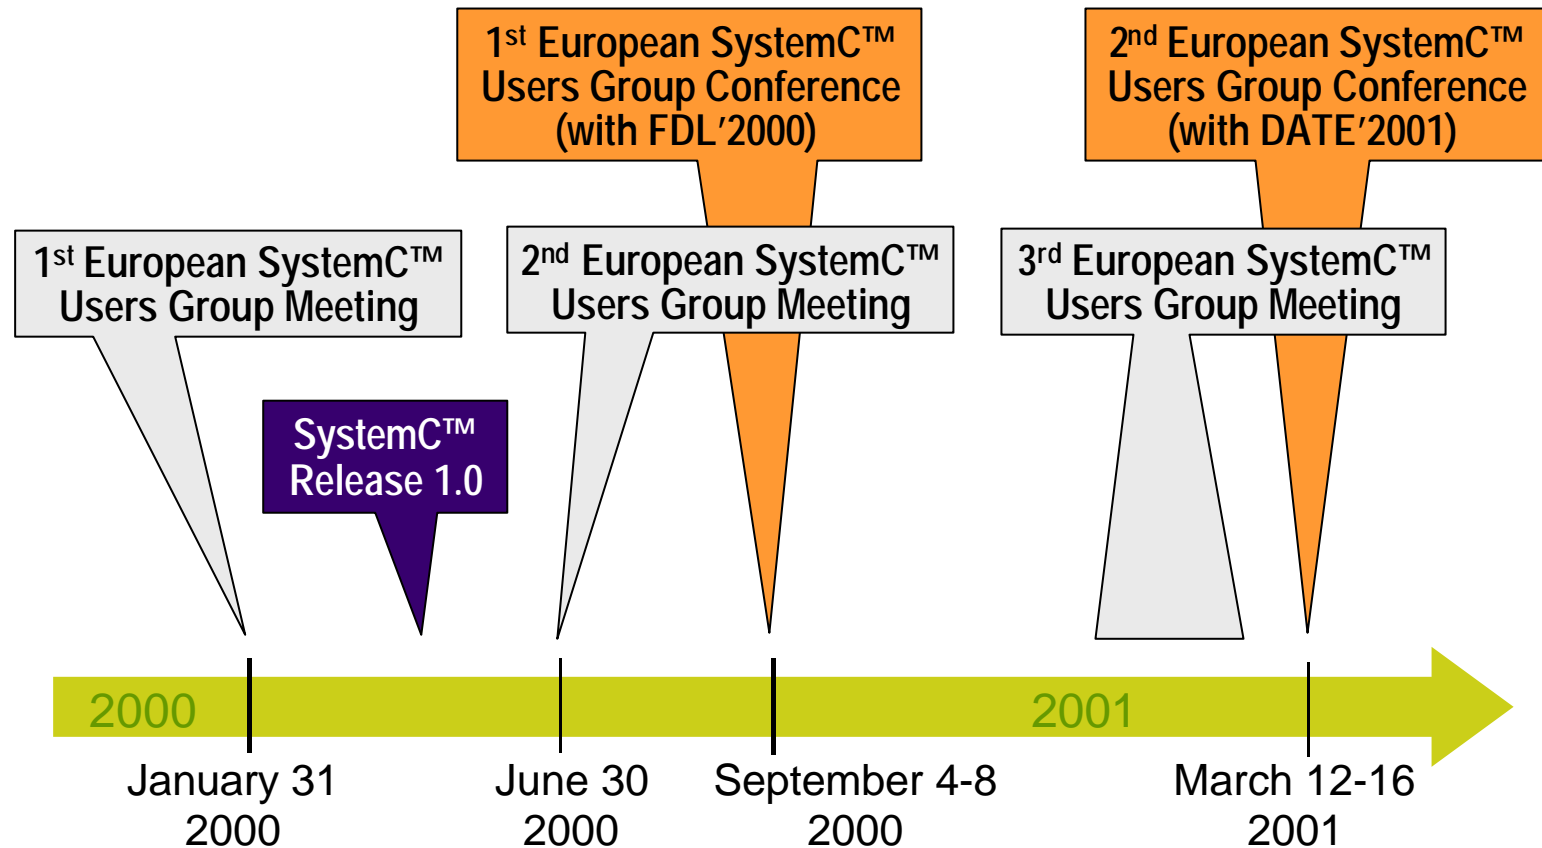 1st European SystemC™
Users Group Conference
(with FDL'2000)
2nd European SystemC™
Users Group Conference
(with DATE'2001)
1st European SystemC™
Users Group Meeting
2nd European SystemC™
Users Group Meeting
3rd European SystemC™
Users Group Meeting
SystemC™
Release 1.0
2000
2001
January 31
2000
June 30
2000
September 4-8
2000
March 12-16
2001